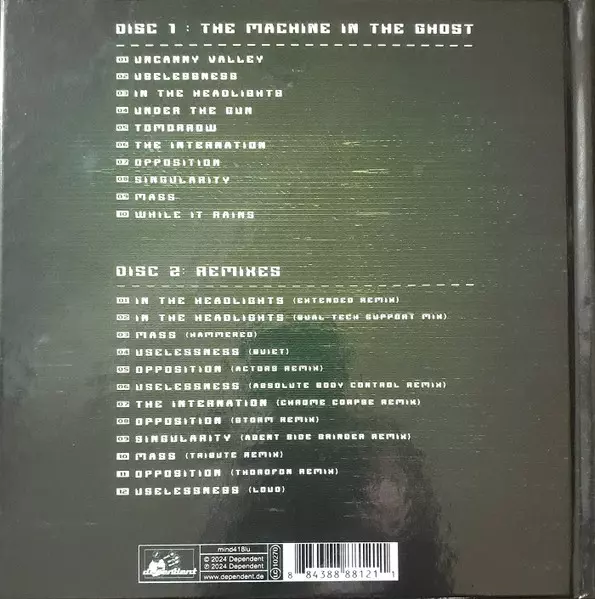 DISC 1 : THE MACHINE IN THE GHOST
01 UNCANNY VALLEY
02 USELESSNESS
03 IN THE HEADLIGHTS
04 UNDER THE GUN
05 TOMORROW
06 THE INTERNATION
07 OPPOSITION
08 SINGULARITY
09 MASS
10 WHILE IT RAINS
DISC 2: REMIXES
01 IN THE HEADLIGHTS (EXTENDED REMIX)
02 IN THE HEADLIGHTS (DUAL TECH SUPPORT MIX)
03 MASS (HAMMERED)
04 USELESSNESS (QUIET)
05 OPPOSITION (ACTORS REMIX)
06 USELESSNESS (ABSOLUTE BODY CONTROL REMIX)
07 THE INTERNATION (CHROME CORPSE REMIX)
08 OPPOSITION (STORM REMIX)
09 SINGULARITY (AGENT SIDE GRINDER REMIX)
10 MASS (TRIBUTE REMIX)
11 OPPOSITION (THOROFON REMIX)
12 USELESSNESS (LOUD)
dependent
mind418lu
© 2024 Dependent
℗ 2024 Dependent
www.dependent.de
LC 10270
8 84388 88121 1